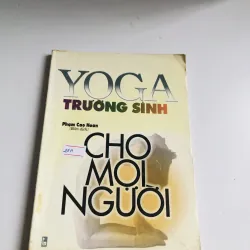 YOGA
TRƯỜNG SINH
Phạm Cao Hoàn
CHO
MỌI
NGƯỜI